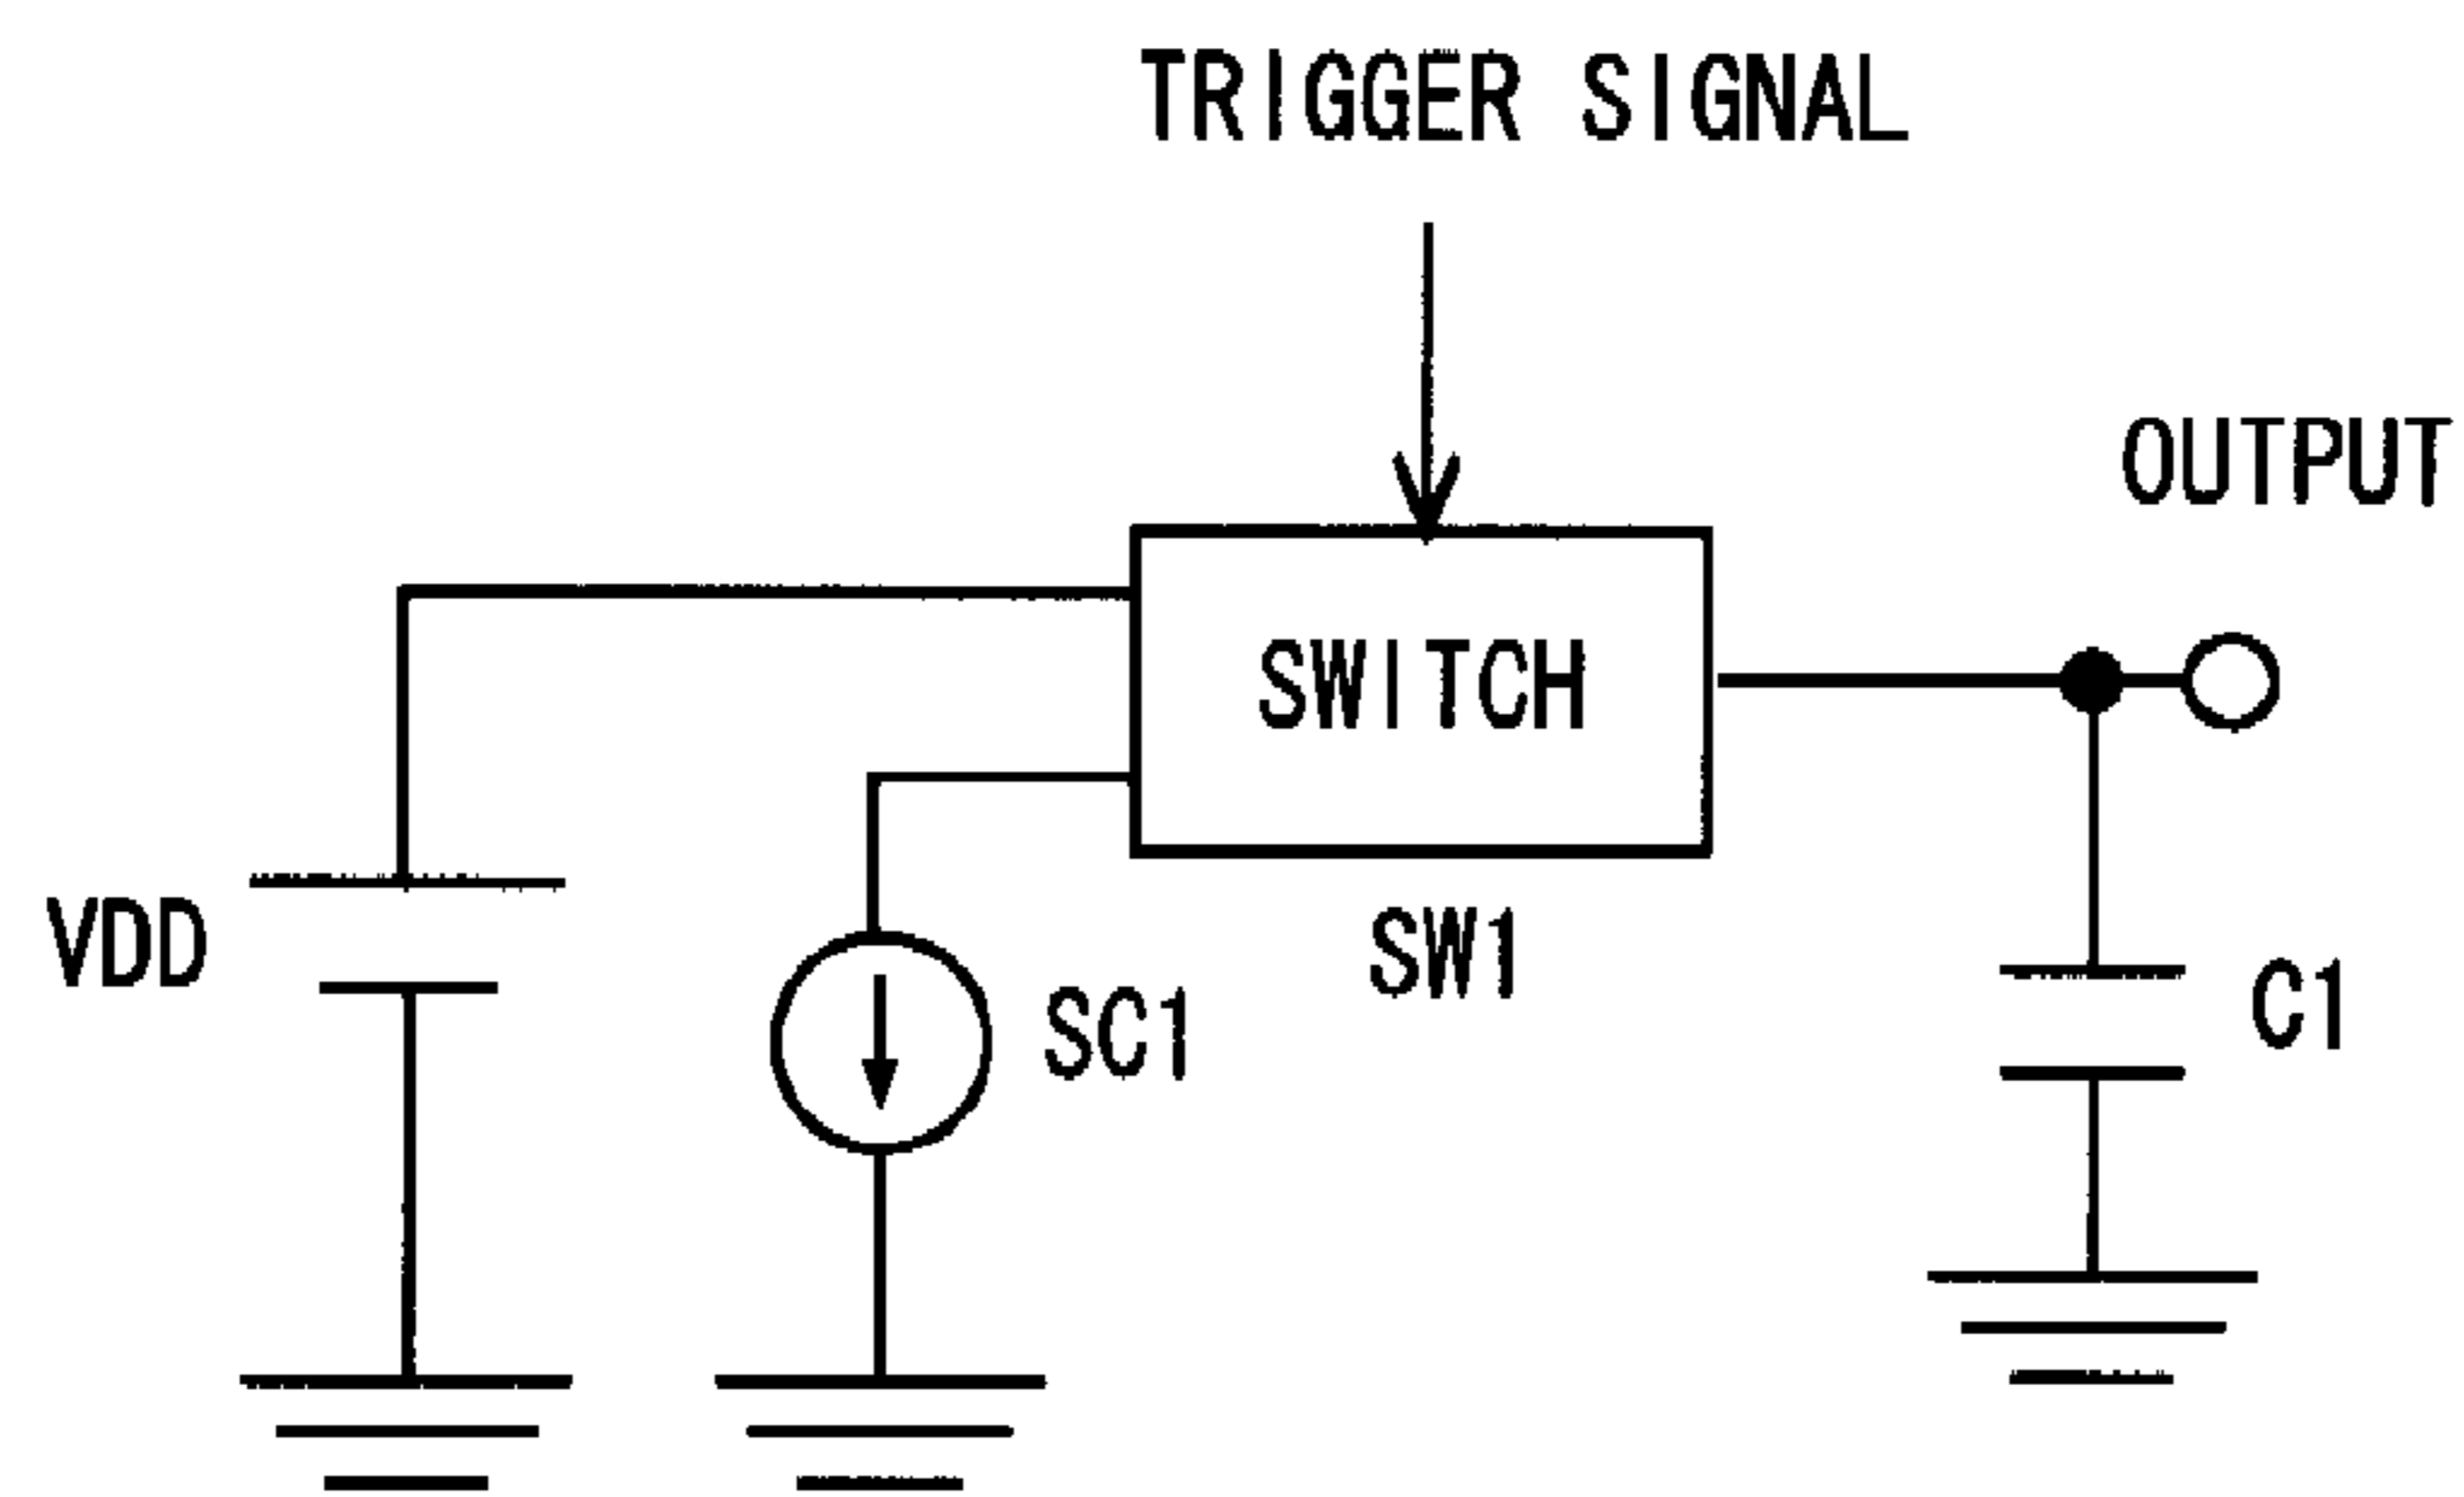 TRIGGER SIGNAL
OUTPUT
SWITCH
VDD
SW1
SC1
C1